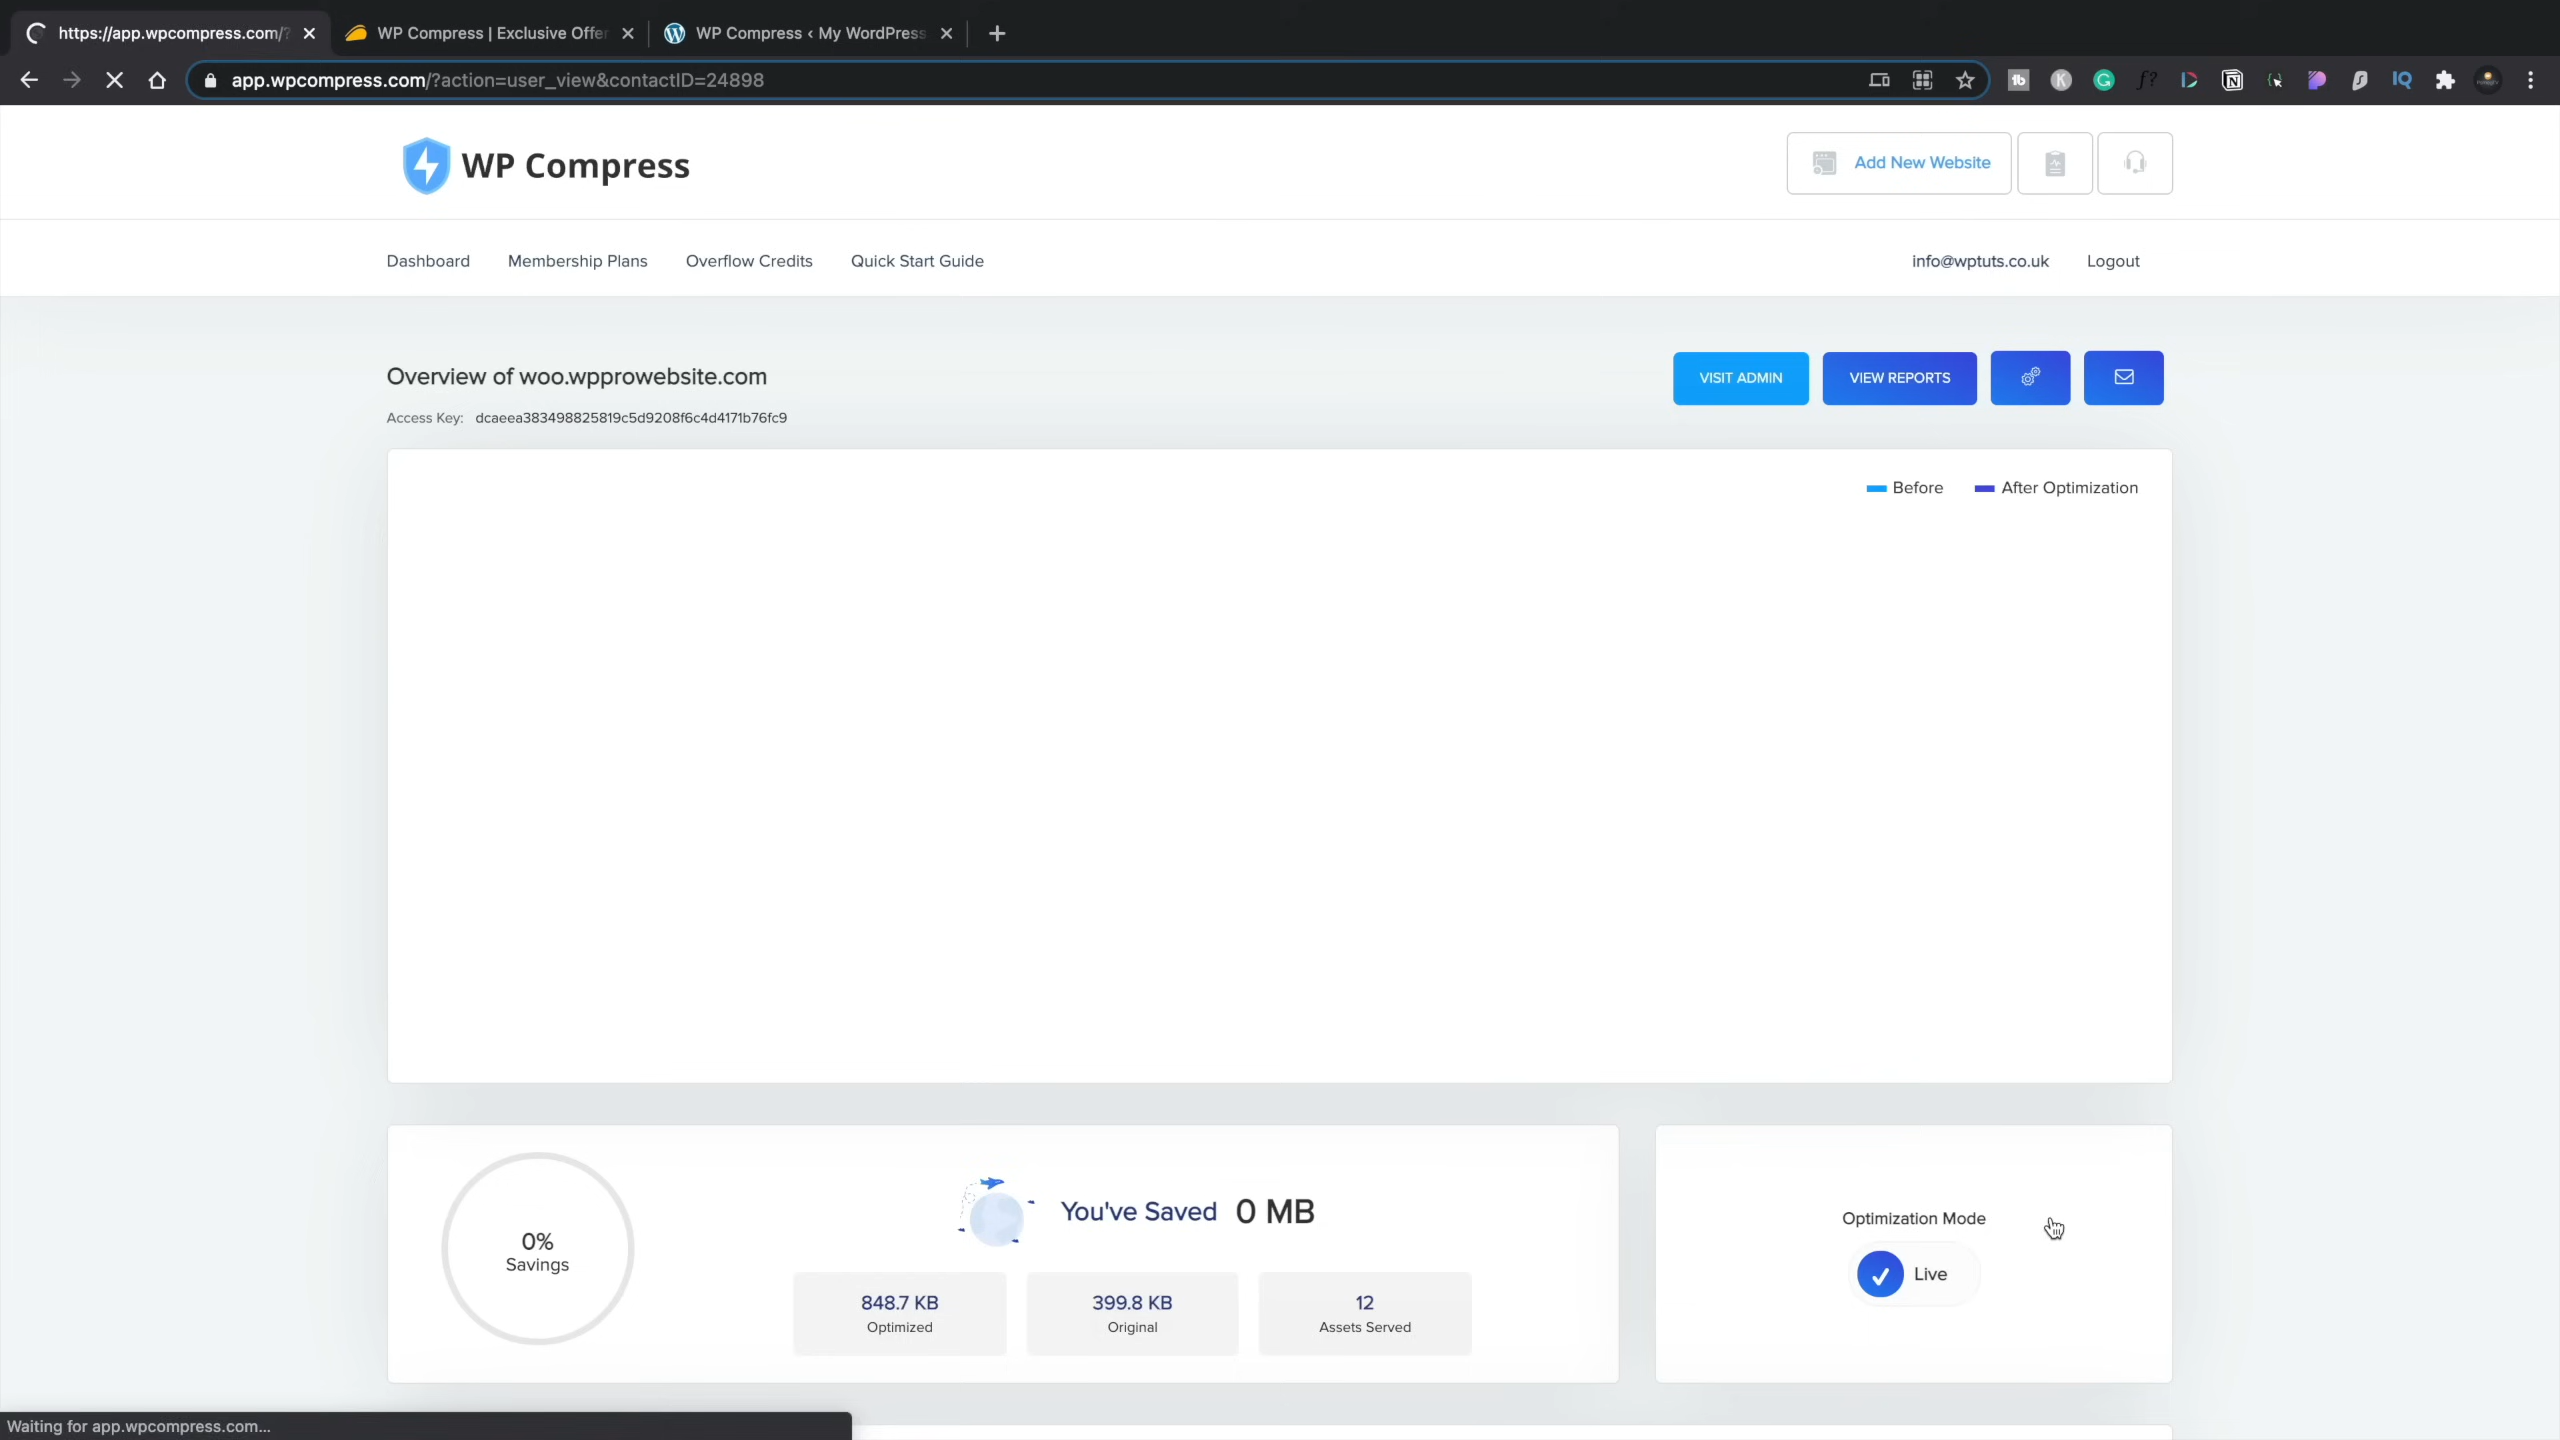 https://app.wpcompress.com/?
WP Compress | Exclusive Offer
WP Compress ‹ My WordPress
app.wpcompress.com/?action=user_view&contactID=24898
WP Compress
Add New Website
Dashboard
Membership Plans
Overflow Credits
Quick Start Guide
info@wptuts.co.uk
Logout
Overview of woo.wpprowebsite.com
VISIT ADMIN
VIEW REPORTS
Access Key: dcaeea383498825819c5d9208f6c4d4171b76fc9
Before
After Optimization
0%
Savings
You've Saved 0 MB
848.7 KB
Optimized
399.8 KB
Original
12
Assets Served
Optimization Mode
Live
Waiting for app.wpcompress.com...